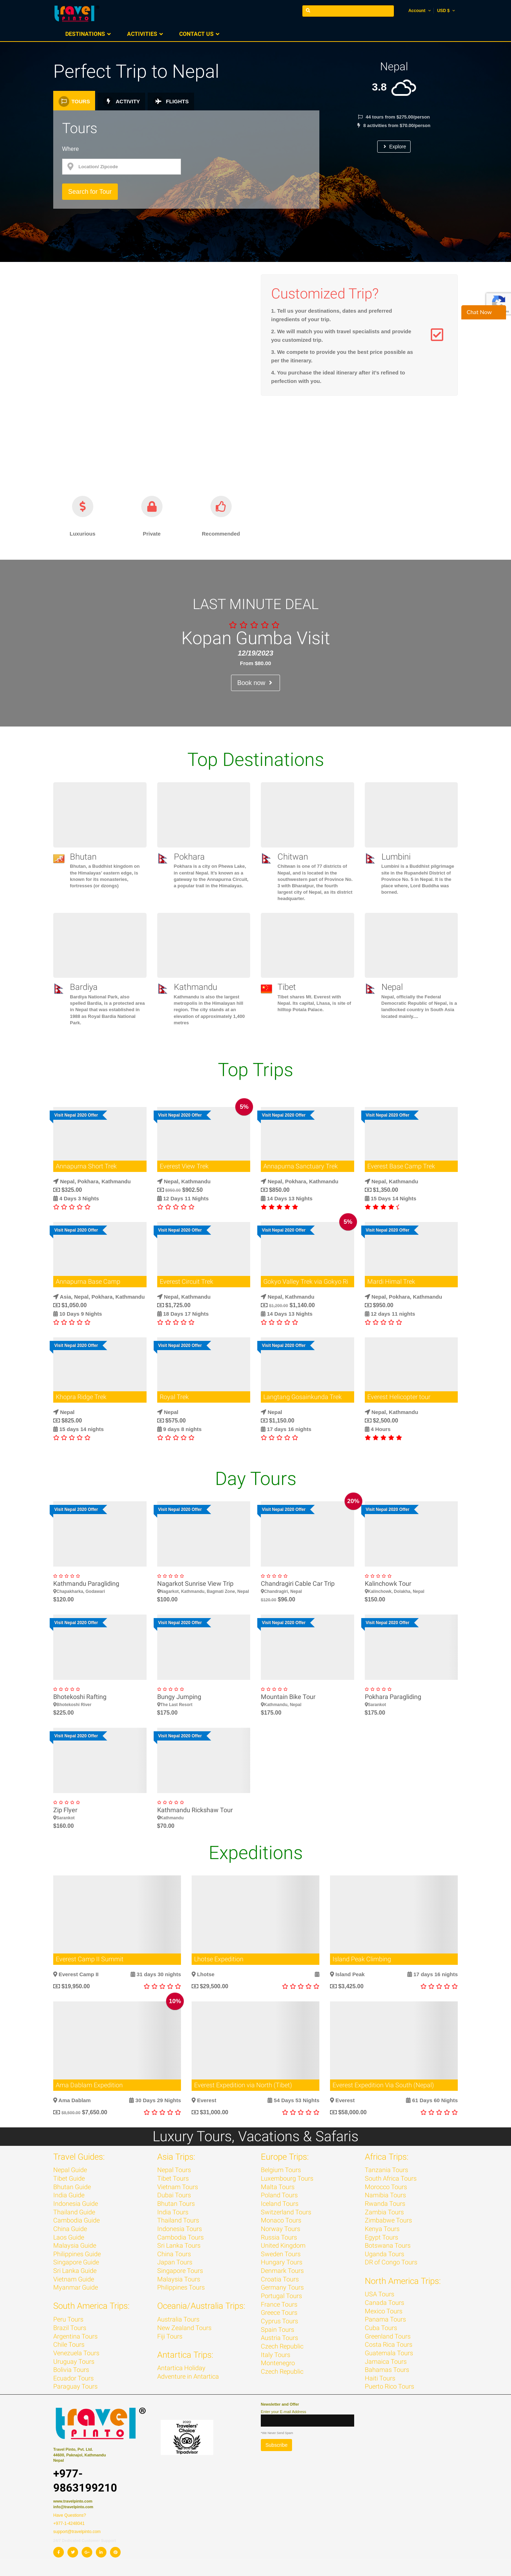 travel
PINTO
Account
USD $
DESTINATIONS
ACTIVITIES
CONTACT US
Perfect Trip to Nepal
TOURS
ACTIVITY
FLIGHTS
Tours
Where
Location/ Zipcode
Search for Tour
Nepal
3.8
44 tours from $275.00/person
8 activities from $70.00/person
Explore
Customized Trip?
1. Tell us your destinations, dates and preferred
ingredients of your trip.
2. We will match you with travel specialists and provide
you customized trip.
3. We compete to provide you the best price possible as
per the itinerary.
4. You purchase the ideal itinerary after it's refined to
perfection with you.
Chat Now
Luxurious
Private
Recommended
LAST MINUTE DEAL
Kopan Gumba Visit
12/19/2023
From $80.00
Book now
Top Destinations
Bhutan
Bhutan, a Buddhist kingdom on
the Himalayas' eastern edge, is
known for its monasteries,
fortresses (or dzongs)
Pokhara
Pokhara is a city on Phewa Lake,
in central Nepal. It's known as a
gateway to the Annapurna Circuit,
a popular trail in the Himalayas.
Chitwan
Chitwan is one of 77 districts of
Nepal, and is located in the
southwestern part of Province No.
3 with Bharatpur, the fourth
largest city of Nepal, as its district
headquarter.
Lumbini
Lumbini is a Buddhist pilgrimage
site in the Rupandehi District of
Province No. 5 in Nepal. It is the
place where, Lord Buddha was
borned.
Bardiya
Bardiya National Park, also
spelled Bardia, is a protected area
in Nepal that was established in
1988 as Royal Bardia National
Park.
Kathmandu
Kathmandu is also the largest
metropolis in the Himalayan hill
region. The city stands at an
elevation of approximately 1,400
metres
Tibet
Tibet shares Mt. Everest with
Nepal. Its capital, Lhasa, is site of
hilltop Potala Palace.
Nepal
Nepal, officially the Federal
Democratic Republic of Nepal, is a
landlocked country in South Asia
located mainly,...
Top Trips
Visit Nepal 2020 Offer
Annapurna Short Trek
Nepal, Pokhara, Kathmandu
$325.00
4 Days 3 Nights
5%
Visit Nepal 2020 Offer
Everest View Trek
Nepal, Kathmandu
$950.00 $902.50
12 Days 11 Nights
Visit Nepal 2020 Offer
Annapurna Sanctuary Trek
Nepal, Pokhara, Kathmandu
$850.00
14 Days 13 Nights
Visit Nepal 2020 Offer
Everest Base Camp Trek
Nepal, Kathmandu
$1,350.00
15 Days 14 Nights
Visit Nepal 2020 Offer
Annapurna Base Camp
Asia, Nepal, Pokhara, Kathmandu
$1,050.00
10 Days 9 Nights
Visit Nepal 2020 Offer
Everest Circuit Trek
Nepal, Kathmandu
$1,725.00
18 Days 17 Nights
5%
Visit Nepal 2020 Offer
Gokyo Valley Trek via Gokyo Ri
Nepal, Kathmandu
$1,200.00 $1,140.00
14 Days 13 Nights
Visit Nepal 2020 Offer
Mardi Himal Trek
Nepal, Pokhara, Kathmandu
$950.00
12 days 11 nights
Visit Nepal 2020 Offer
Khopra Ridge Trek
Nepal
$825.00
15 days 14 nights
Visit Nepal 2020 Offer
Royal Trek
Nepal
$575.00
9 days 8 nights
Visit Nepal 2020 Offer
Langtang Gosainkunda Trek
Nepal
$1,150.00
17 days 16 nights
Everest Helicopter tour
Nepal, Kathmandu
$2,500.00
4 Hours
Day Tours
Visit Nepal 2020 Offer
Kathmandu Paragliding
Chapakharka, Godawari
$120.00
Visit Nepal 2020 Offer
Nagarkot Sunrise View Trip
Nagarkot, Kathmandu, Bagmati Zone, Nepal
$100.00
20%
Visit Nepal 2020 Offer
Chandragiri Cable Car Trip
Chandragiri, Nepal
$120.00 $96.00
Visit Nepal 2020 Offer
Kalinchowk Tour
Kalinchowk, Dolakha, Nepal
$150.00
Visit Nepal 2020 Offer
Bhotekoshi Rafting
Bhotekoshi River
$225.00
Visit Nepal 2020 Offer
Bungy Jumping
The Last Resort
$175.00
Visit Nepal 2020 Offer
Mountain Bike Tour
Kathmandu, Nepal
$175.00
Visit Nepal 2020 Offer
Pokhara Paragliding
Sarankot
$175.00
Visit Nepal 2020 Offer
Zip Flyer
Sarankot
$160.00
Visit Nepal 2020 Offer
Kathmandu Rickshaw Tour
Kathmandu
$70.00
Expeditions
Everest Camp II Summit
Everest Camp II
31 days 30 nights
$19,950.00
Lhotse Expedition
Lhotse
$29,500.00
Island Peak Climbing
Island Peak
17 days 16 nights
$3,425.00
10%
Ama Dablam Expedition
Ama Dablam
30 Days 29 Nights
$8,500.00 $7,650.00
Everest Expedition via North (Tibet)
Everest
54 Days 53 Nights
$31,000.00
Everest Expedition Via South (Nepal)
Everest
61 Days 60 Nights
$58,000.00
Luxury Tours, Vacations & Safaris
Travel Guides:
Nepal Guide
Tibet Guide
Bhutan Guide
India Guide
Indonesia Guide
Thailand Guide
Cambodia Guide
China Guide
Laos Guide
Malaysia Guide
Philippines Guide
Singapore Guide
Sri Lanka Guide
Vietnam Guide
Myanmar Guide
South America Trips:
Peru Tours
Brazil Tours
Argentina Tours
Chile Tours
Venezuala Tours
Uruguay Tours
Bolivia Tours
Ecuador Tours
Paraguay Tours
Asia Trips:
Nepal Tours
Tibet Tours
Vietnam Tours
Dubai Tours
Bhutan Tours
India Tours
Thailand Tours
Indonesia Tours
Cambodia Tours
Sri Lanka Tours
China Tours
Japan Tours
Singapore Tours
Malaysia Tours
Philippines Tours
Oceania/Australia Trips:
Australia Tours
New Zealand Tours
Fiji Tours
Antartica Trips:
Antartica Holiday
Adventure in Antartica
Europe Trips:
Belgium Tours
Luxembourg Tours
Malta Tours
Poland Tours
Iceland Tours
Switzerland Tours
Monaco Tours
Norway Tours
Russia Tours
United Kingdom
Sweden Tours
Hungary Tours
Denmark Tours
Croatia Tours
Germany Tours
Portugal Tours
France Tours
Greece Tours
Cyprus Tours
Spain Tours
Austria Tours
Czech Republic
Italy Tours
Montenegro
Czech Republic
Africa Trips:
Tanzania Tours
South Africa Tours
Morocco Tours
Namibia Tours
Rwanda Tours
Zambia Tours
Zimbabwe Tours
Kenya Tours
Egypt Tours
Botswana Tours
Uganda Tours
DR of Congo Tours
North America Trips:
USA Tours
Canada Tours
Mexico Tours
Panama Tours
Cuba Tours
Greenland Tours
Costa Rica Tours
Guatemala Tours
Jamaica Tours
Bahamas Tours
Haiti Tours
Puerto Rico Tours
travel ®
PINTO
Travel Pinto, Pvt. Ltd.
44600, Paknajol, Kathmandu
Nepal
+977-
9863199210
www.travelpinto.com
info@travelpinto.com
Have Questions?
support@travelpinto.com
2020
Travelers'
Choice
Tripadvisor
Newsletter and Offer
Enter your E-mail Address
*We never send spam
Subscribe